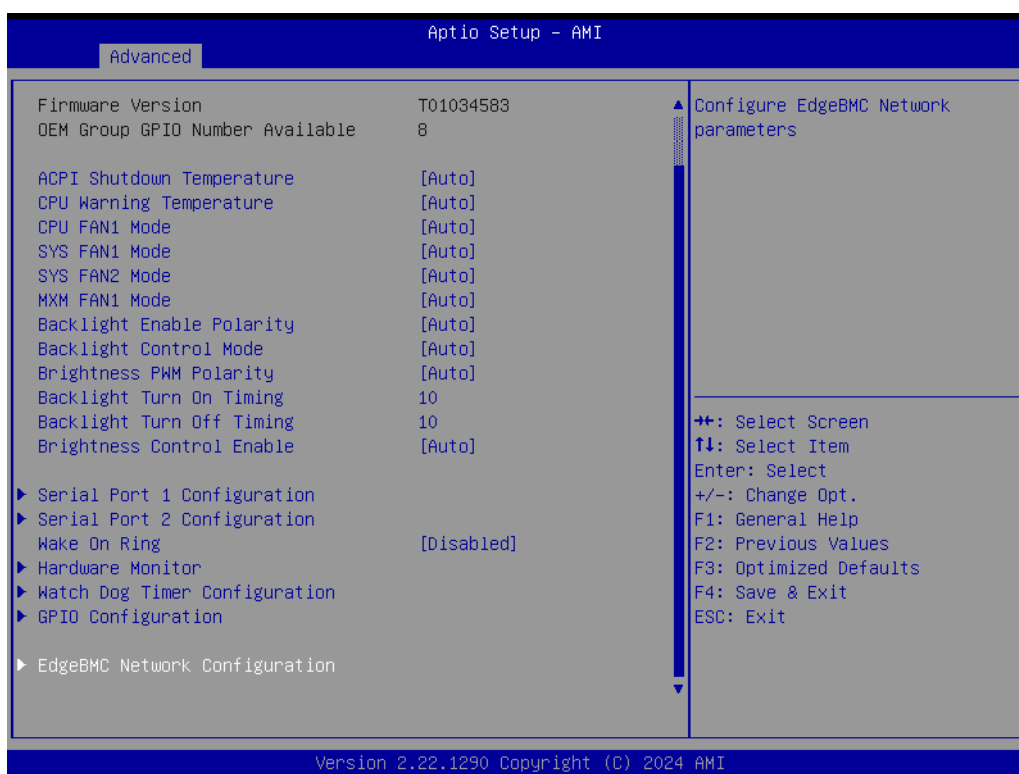 Aptio Setup - AMI
Advanced
Firmware Version T01034583
OEM Group GPIO Number Available 8
ACPI Shutdown Temperature [Auto]
CPU Warning Temperature [Auto]
CPU FAN1 Mode [Auto]
SYS FAN1 Mode [Auto]
SYS FAN2 Mode [Auto]
MXM FAN1 Mode [Auto]
Backlight Enable Polarity [Auto]
Backlight Control Mode [Auto]
Brightness PWM Polarity [Auto]
Backlight Turn On Timing 10
Backlight Turn Off Timing 10
Brightness Control Enable [Auto]
Serial Port 1 Configuration
Serial Port 2 Configuration
Wake On Ring [Disabled]
Hardware Monitor
Watch Dog Timer Configuration
GPIO Configuration
EdgeBMC Network Configuration
Configure EdgeBMC Network
parameters
→←: Select Screen
↑↓: Select Item
Enter: Select
+/-: Change Opt.
F1: General Help
F2: Previous Values
F3: Optimized Defaults
F4: Save & Exit
ESC: Exit
Version 2.22.1290 Copyright (C) 2024 AMI